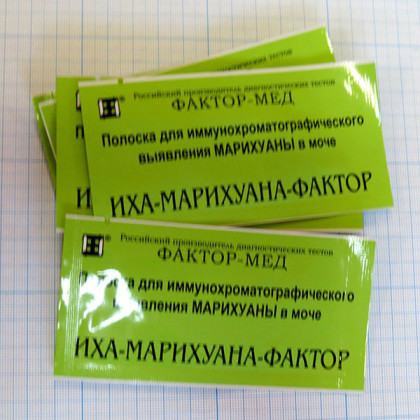 Российский производитель диагностических тестов
ФАКТОР-МЕД
Полоска для иммунохроматографического
выявления МАРИХУАНЫ в моче
ИХА-МАРИХУАНА-ФАКТОР
Российский производитель диагностических тестов
ФАКТОР-МЕД
Полоска для иммунохроматографического
выявления МАРИХУАНЫ в моче
ИХА-МАРИХУАНА-ФАКТОР